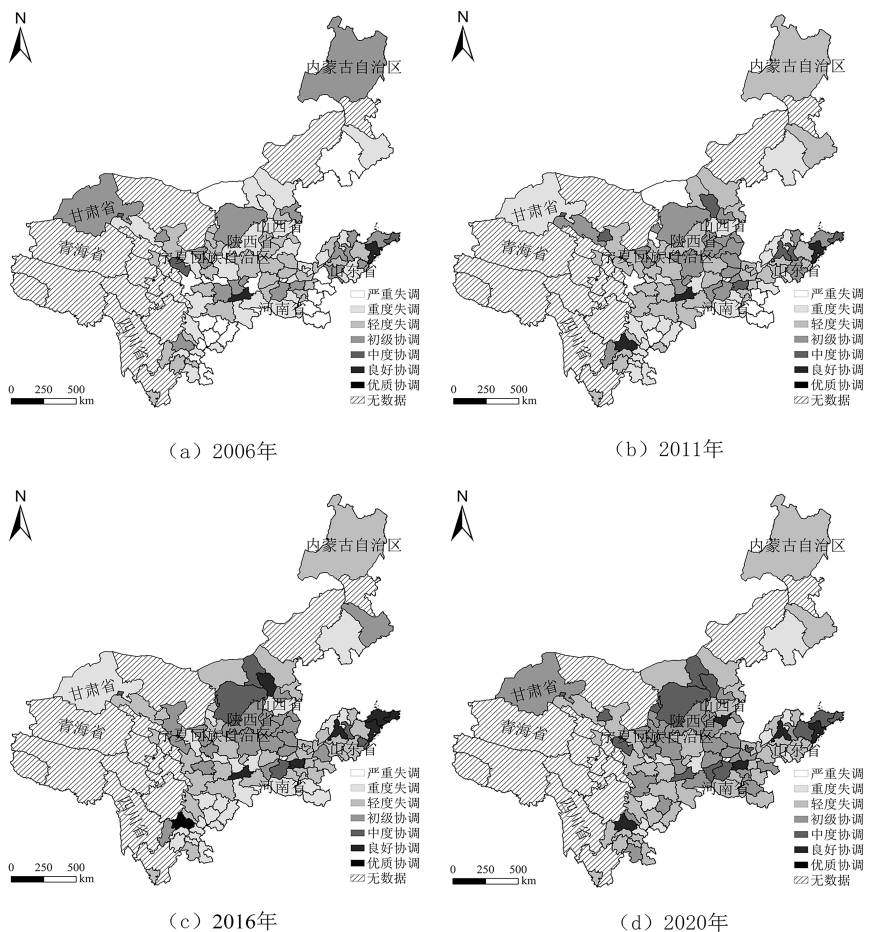 N
内蒙古自治区
甘肃省
山西省
青海省
陕西省
宁夏回族自治区
山东省
河南省
四川省
严重失调
重度失调
轻度失调
初级协调
中度协调
良好协调
优质协调
无数据
0 250 500
km
(a) 2006年
N
内蒙古自治区
甘肃省
山西省
青海省
陕西省
宁夏回族自治区
山东省
河南省
四川省
严重失调
重度失调
轻度失调
初级协调
中度协调
良好协调
优质协调
无数据
0 250 500
km
(b) 2011年
N
内蒙古自治区
甘肃省
山西省
青海省
陕西省
宁夏回族自治区
山东省
河南省
四川省
严重失调
重度失调
轻度失调
初级协调
中度协调
良好协调
优质协调
无数据
0 250 500
km
(c) 2016年
N
内蒙古自治区
甘肃省
山西省
青海省
陕西省
宁夏回族自治区
山东省
河南省
四川省
严重失调
重度失调
轻度失调
初级协调
中度协调
良好协调
优质协调
无数据
0 250 500
km
(d) 2020年